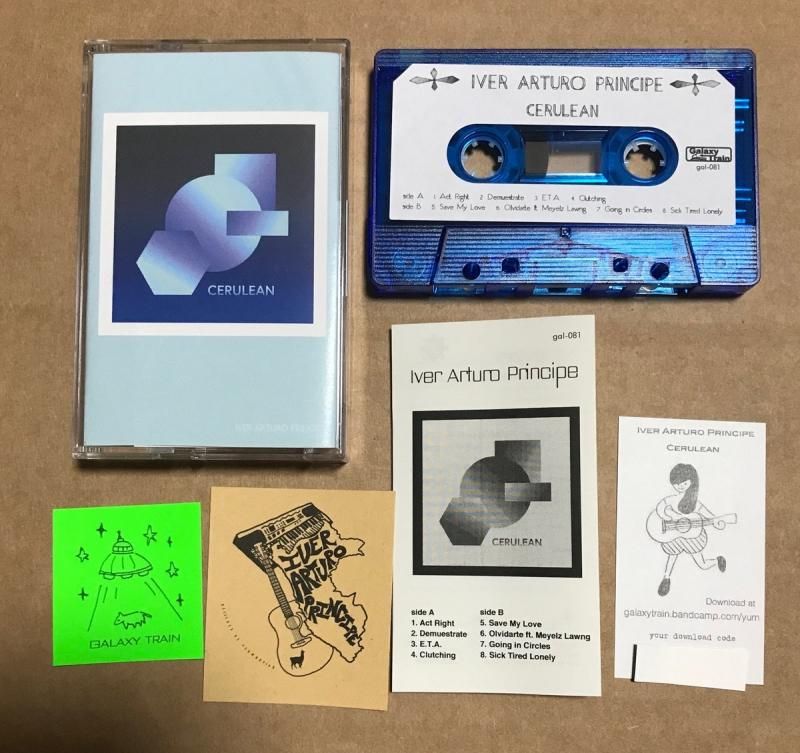 CERULEAN
IVER ARTURO PRINCIPE
IVER ARTURO PRINCIPE
CERULEAN
Galaxy Train
gal-081
side A 1 Act Right 2 Demuestrate 3 E.T.A. 4 Clutching
side B 5 Save My Love 6 Olvidarte ft. Meyelz Lawng 7 Going in Circles 8 Sick Tired Lonely
gal-081
Iver Arturo Principe
CERULEAN
side A
1. Act Right
2. Demuestrate
3. E.T.A.
4. Clutching
side B
5. Save My Love
6. Olvidarte ft. Meyelz Lawng
7. Going in Circles
8. Sick Tired Lonely
IVER ARTURO PRINCIPE
CERULEAN
Download at
galaxytrain.bandcamp.com/yum
your download code
GALAXY TRAIN
IVER
ARTURO
PRINCIPE